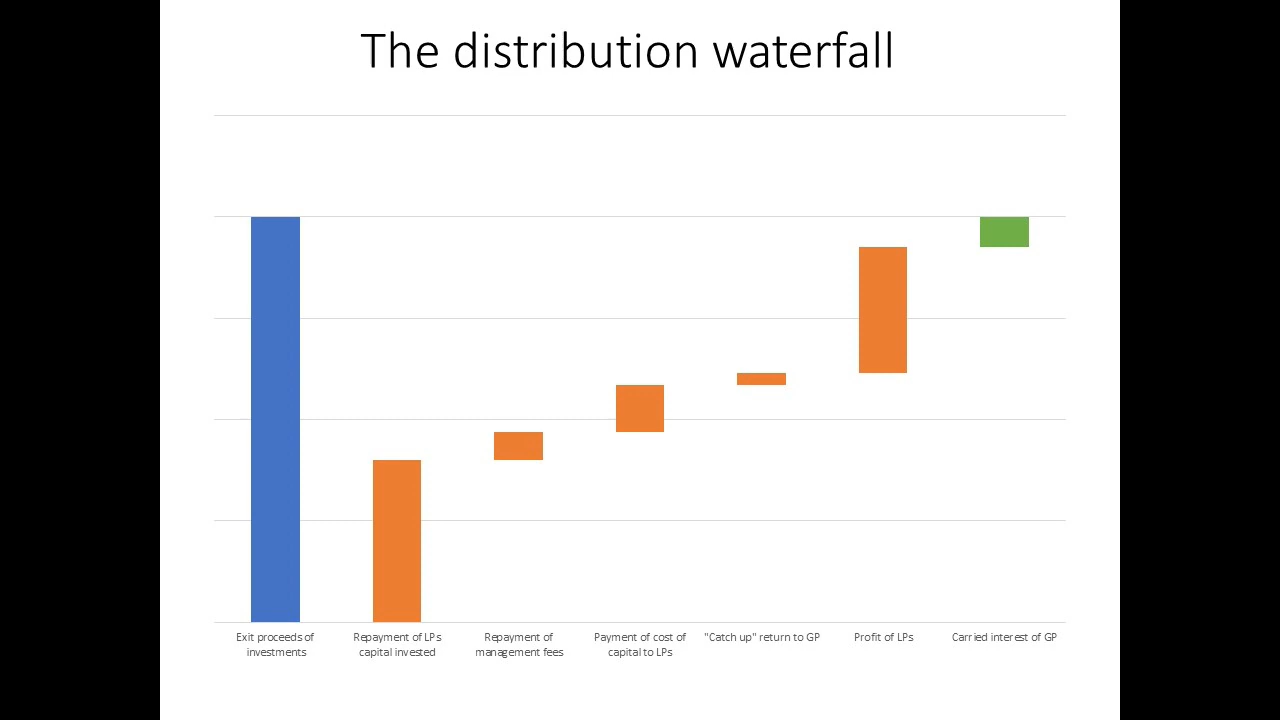 The distribution waterfall
Exit proceeds of
investments
Repayment of LPs
capital invested
Repayment of
management fees
Payment of cost of
capital to LPs
"Catch up" return to GP
Profit of LPs
Carried interest of GP